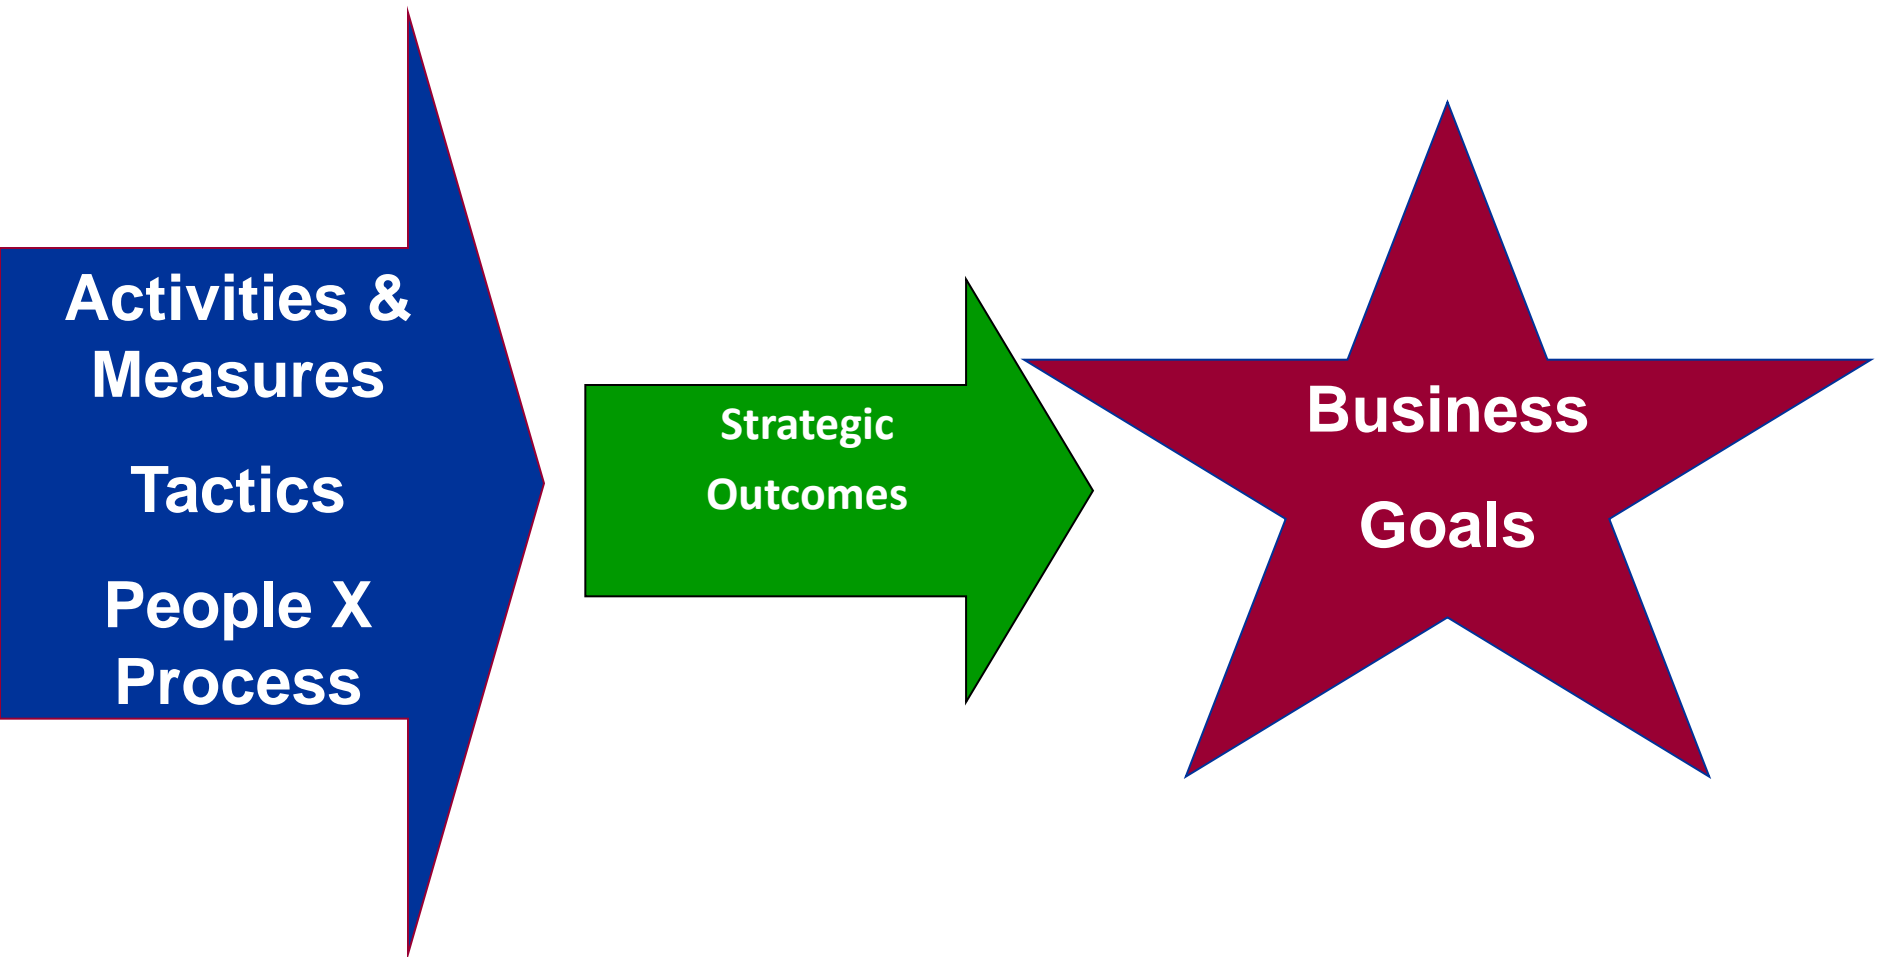 Activities &
Measures
Tactics
People X
Process
Strategic
Outcomes
Business
Goals